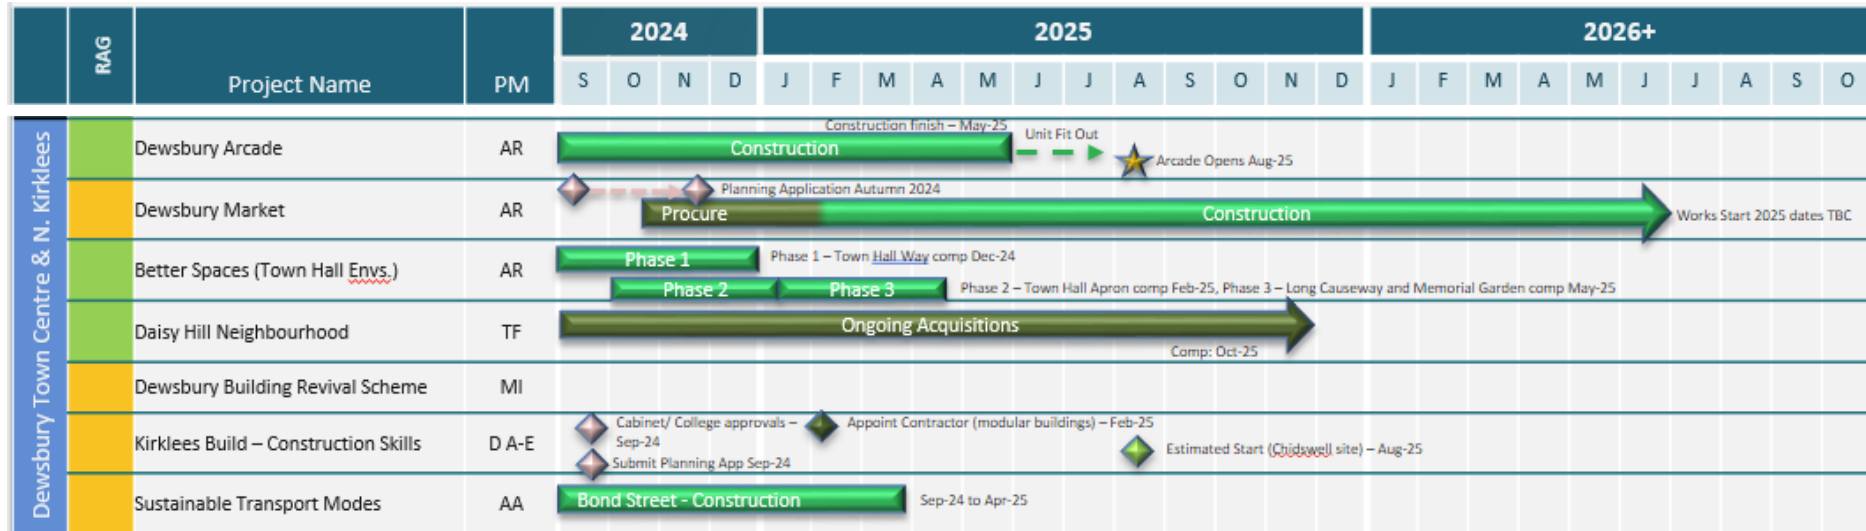 2024 2025 2026+
RAG Project Name PM S O N D J F M A M J J A S O N D J F M A M J J A S O
Dewsbury Town Centre & N. Kirklees
Construction finish – May-25
Dewsbury Arcade AR Construction Unit Fit Out Arcade Opens Aug-25
Planning Application Autumn 2024
Dewsbury Market AR Procure Construction Works Start 2025 dates TBC
Phase 1 Phase 1 – Town Hall Way comp Dec-24
Better Spaces (Town Hall Envs.) AR
Phase 2 Phase 3 Phase 2 – Town Hall Apron comp Feb-25, Phase 3 – Long Causeway and Memorial Garden comp May-25
Daisy Hill Neighbourhood TF Ongoing Acquisitions
Comp: Oct-25
Dewsbury Building Revival Scheme MI
Kirklees Build – Construction Skills D A-E
Cabinet/ College approvals –
Sep-24
Appoint Contractor (modular buildings) – Feb-25
Estimated Start (Chidswell site) – Aug-25
Submit Planning App Sep-24
Sustainable Transport Modes AA Bond Street - Construction Sep-24 to Apr-25